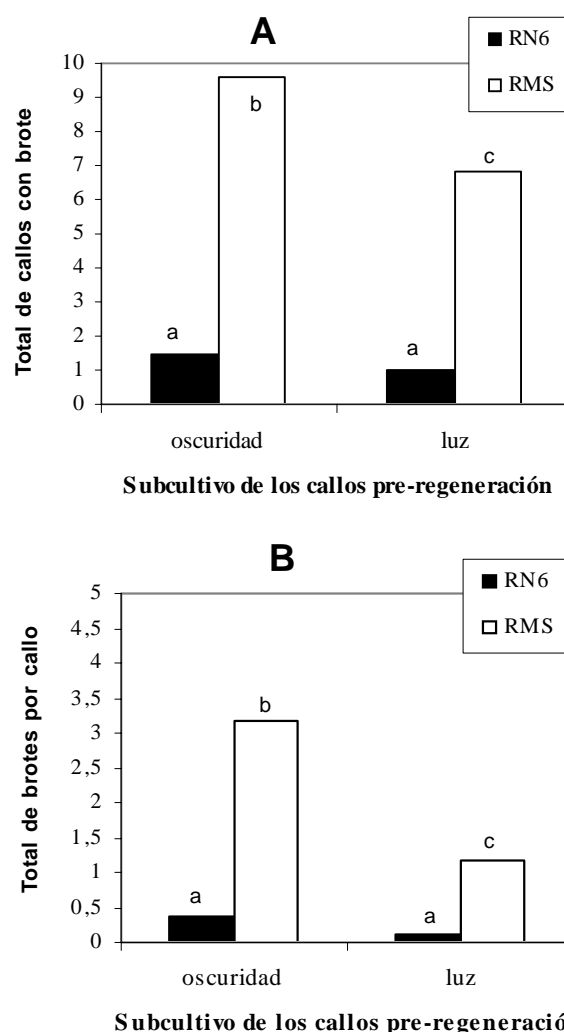 A
RN6
RMS
Total de callos con brote
10
9
8
7
6
5
4
3
2
1
0
a
b
a
c
oscuridad
luz
Subcultivo de los callos pre-regeneración
B
RN6
RMS
Total de brotes por callo
5
4,5
4
3,5
3
2,5
2
1,5
1
0,5
0
a
b
a
c
oscuridad
luz
Subcultivo de los callos pre-regeneració